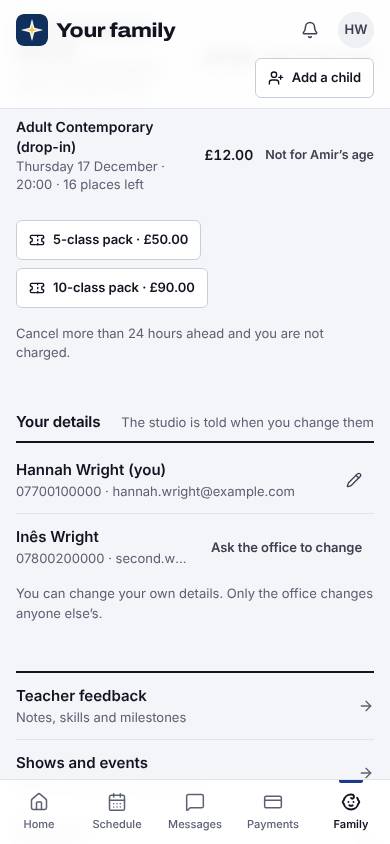 Your family
HW
Add a child
Adult Contemporary
(drop-in)
Thursday 17 December ·
20:00 · 16 places left
£12.00
Not for Amir’s age
5-class pack · £50.00
10-class pack · £90.00
Cancel more than 24 hours ahead and you are not
charged.
Your details
The studio is told when you change them
Hannah Wright (you)
07700100000 · hannah.wright@example.com
Inês Wright
07800200000 · second.w...
Ask the office to change
You can change your own details. Only the office changes
anyone else’s.
Teacher feedback
Notes, skills and milestones
Shows and events
Home
Schedule
Messages
Payments
Family